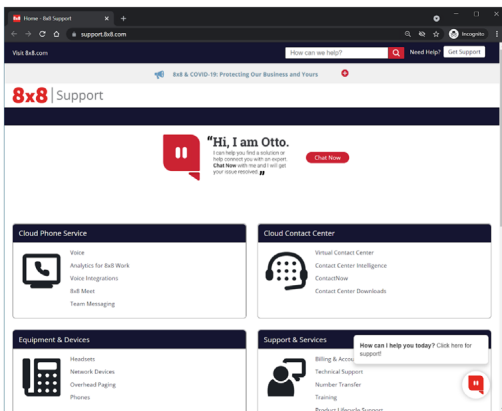 Home - 8x8 Support
support.8x8.com
Incognito
Visit 8x8.com
How can we help?
Need Help?
Get Support
8x8 & COVID-19: Protecting Our Business and Yours
8x8 | Support
"Hi, I am Otto.
I can help you find a solution or
help connect you with an expert.
Chat Now with me and I will get
your issue resolved."
Chat Now
Cloud Phone Service
Voice
Analytics for 8x8 Work
Voice Integrations
8x8 Meet
Team Messaging
Cloud Contact Center
Virtual Contact Center
Contact Center Intelligence
ContactNow
Contact Center Downloads
Equipment & Devices
Headsets
Network Devices
Overhead Paging
Phones
Support & Services
Billing & Accou
Technical Support
Number Transfer
Training
Product Lifecycle Support
How can I help you today? Click here for
support!